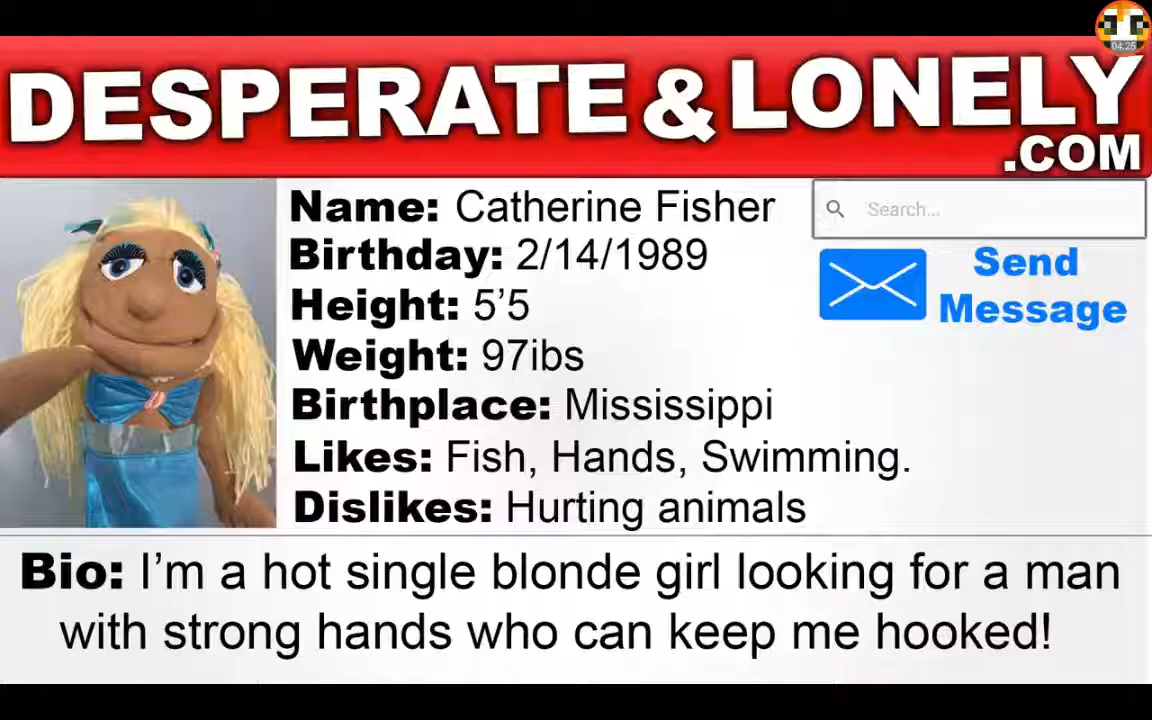 04:25
DESPERATE & LONELY
.COM
Name: Catherine Fisher
Birthday: 2/14/1989
Height: 5’5
Weight: 97ibs
Birthplace: Mississippi
Likes: Fish, Hands, Swimming.
Dislikes: Hurting animals
Search...
Send
Message
Bio: I’m a hot single blonde girl looking for a man
with strong hands who can keep me hooked!